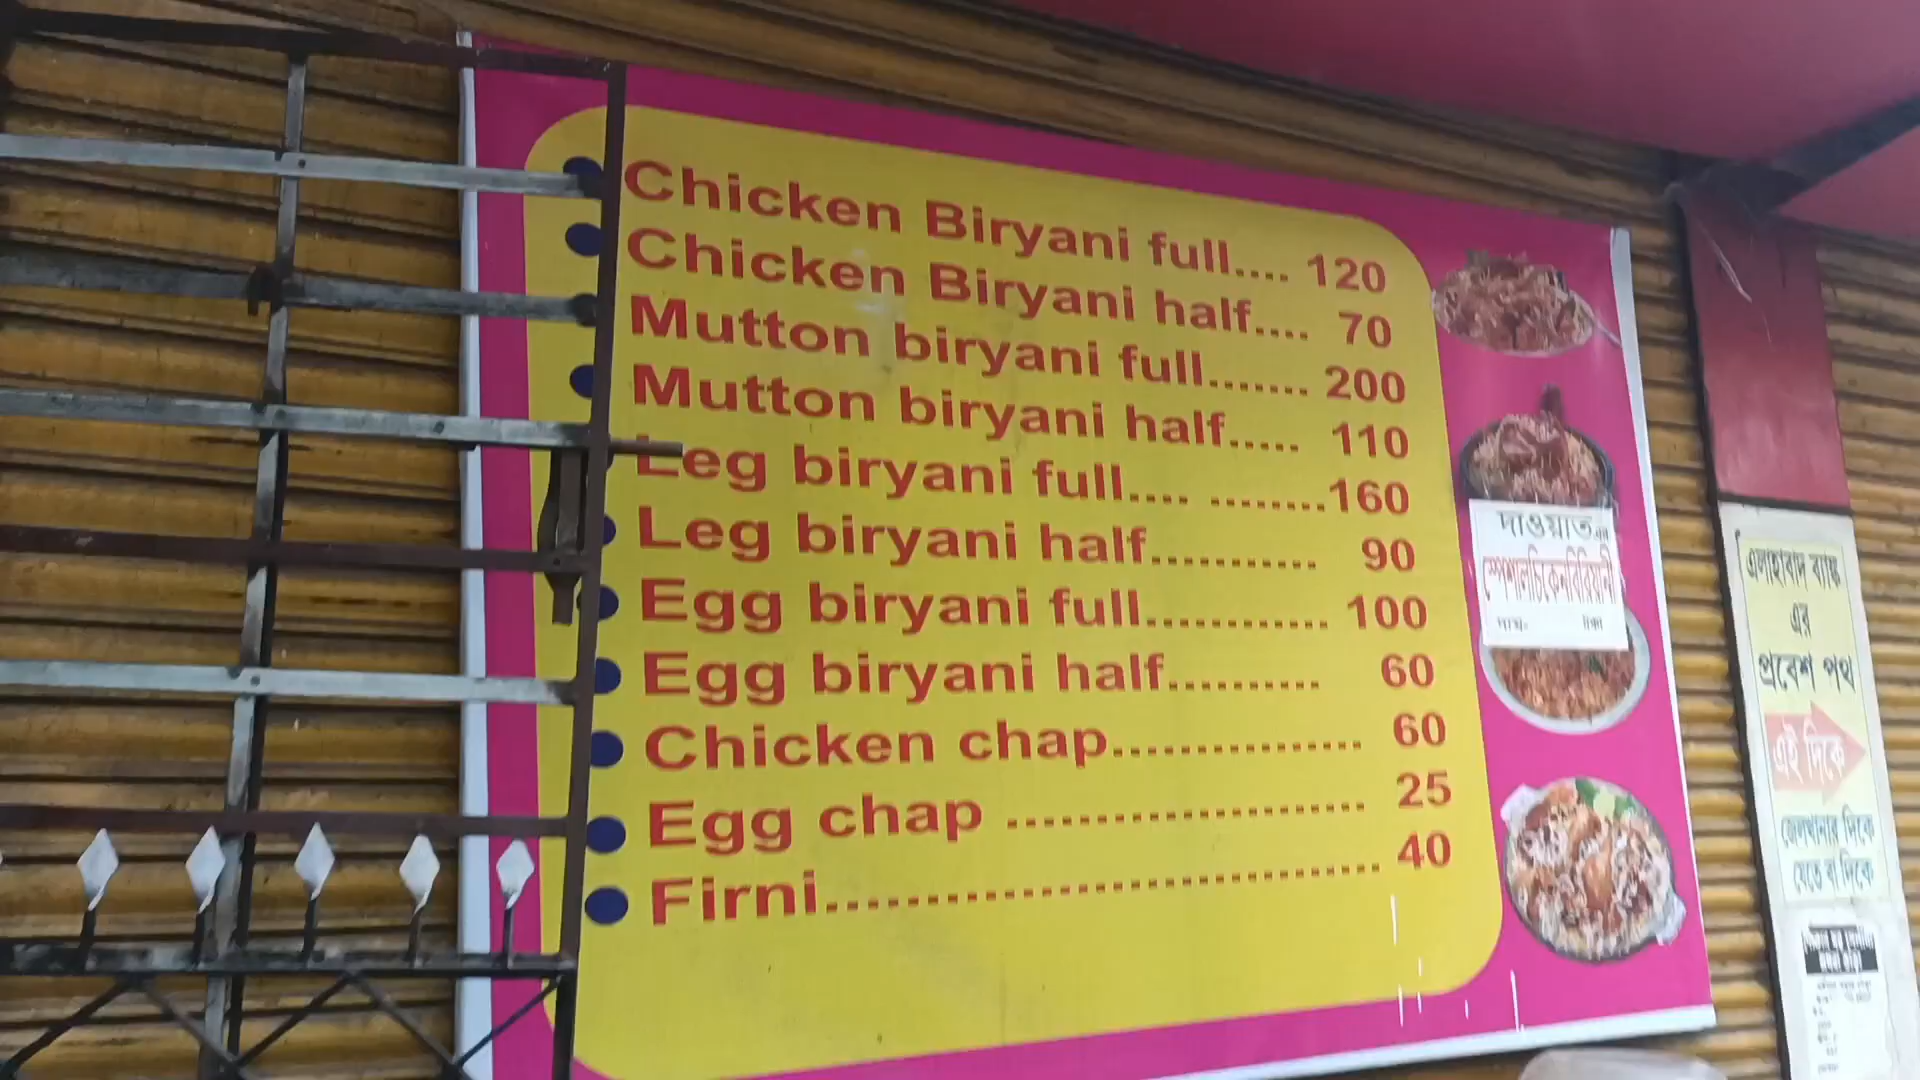 Chicken Biryani full.... 120
Chicken Biryani half.... 70
Mutton biryani full....... 200
Mutton biryani half..... 110
Leg biryani full.... ........160
Leg biryani half........... 90
Egg biryani full............ 100
Egg biryani half.......... 60
Chicken chap................ 60
Egg chap ....................... 25
Firni.................................... 40
দাওয়াত এর
স্পেশাল চিকেন বিরিয়ানী
এলাহাবাদ ব্যাঙ্ক
এর
প্রবেশ পথ
এই দিকে
জেলখানার দিকে
যেতে বা দিকে